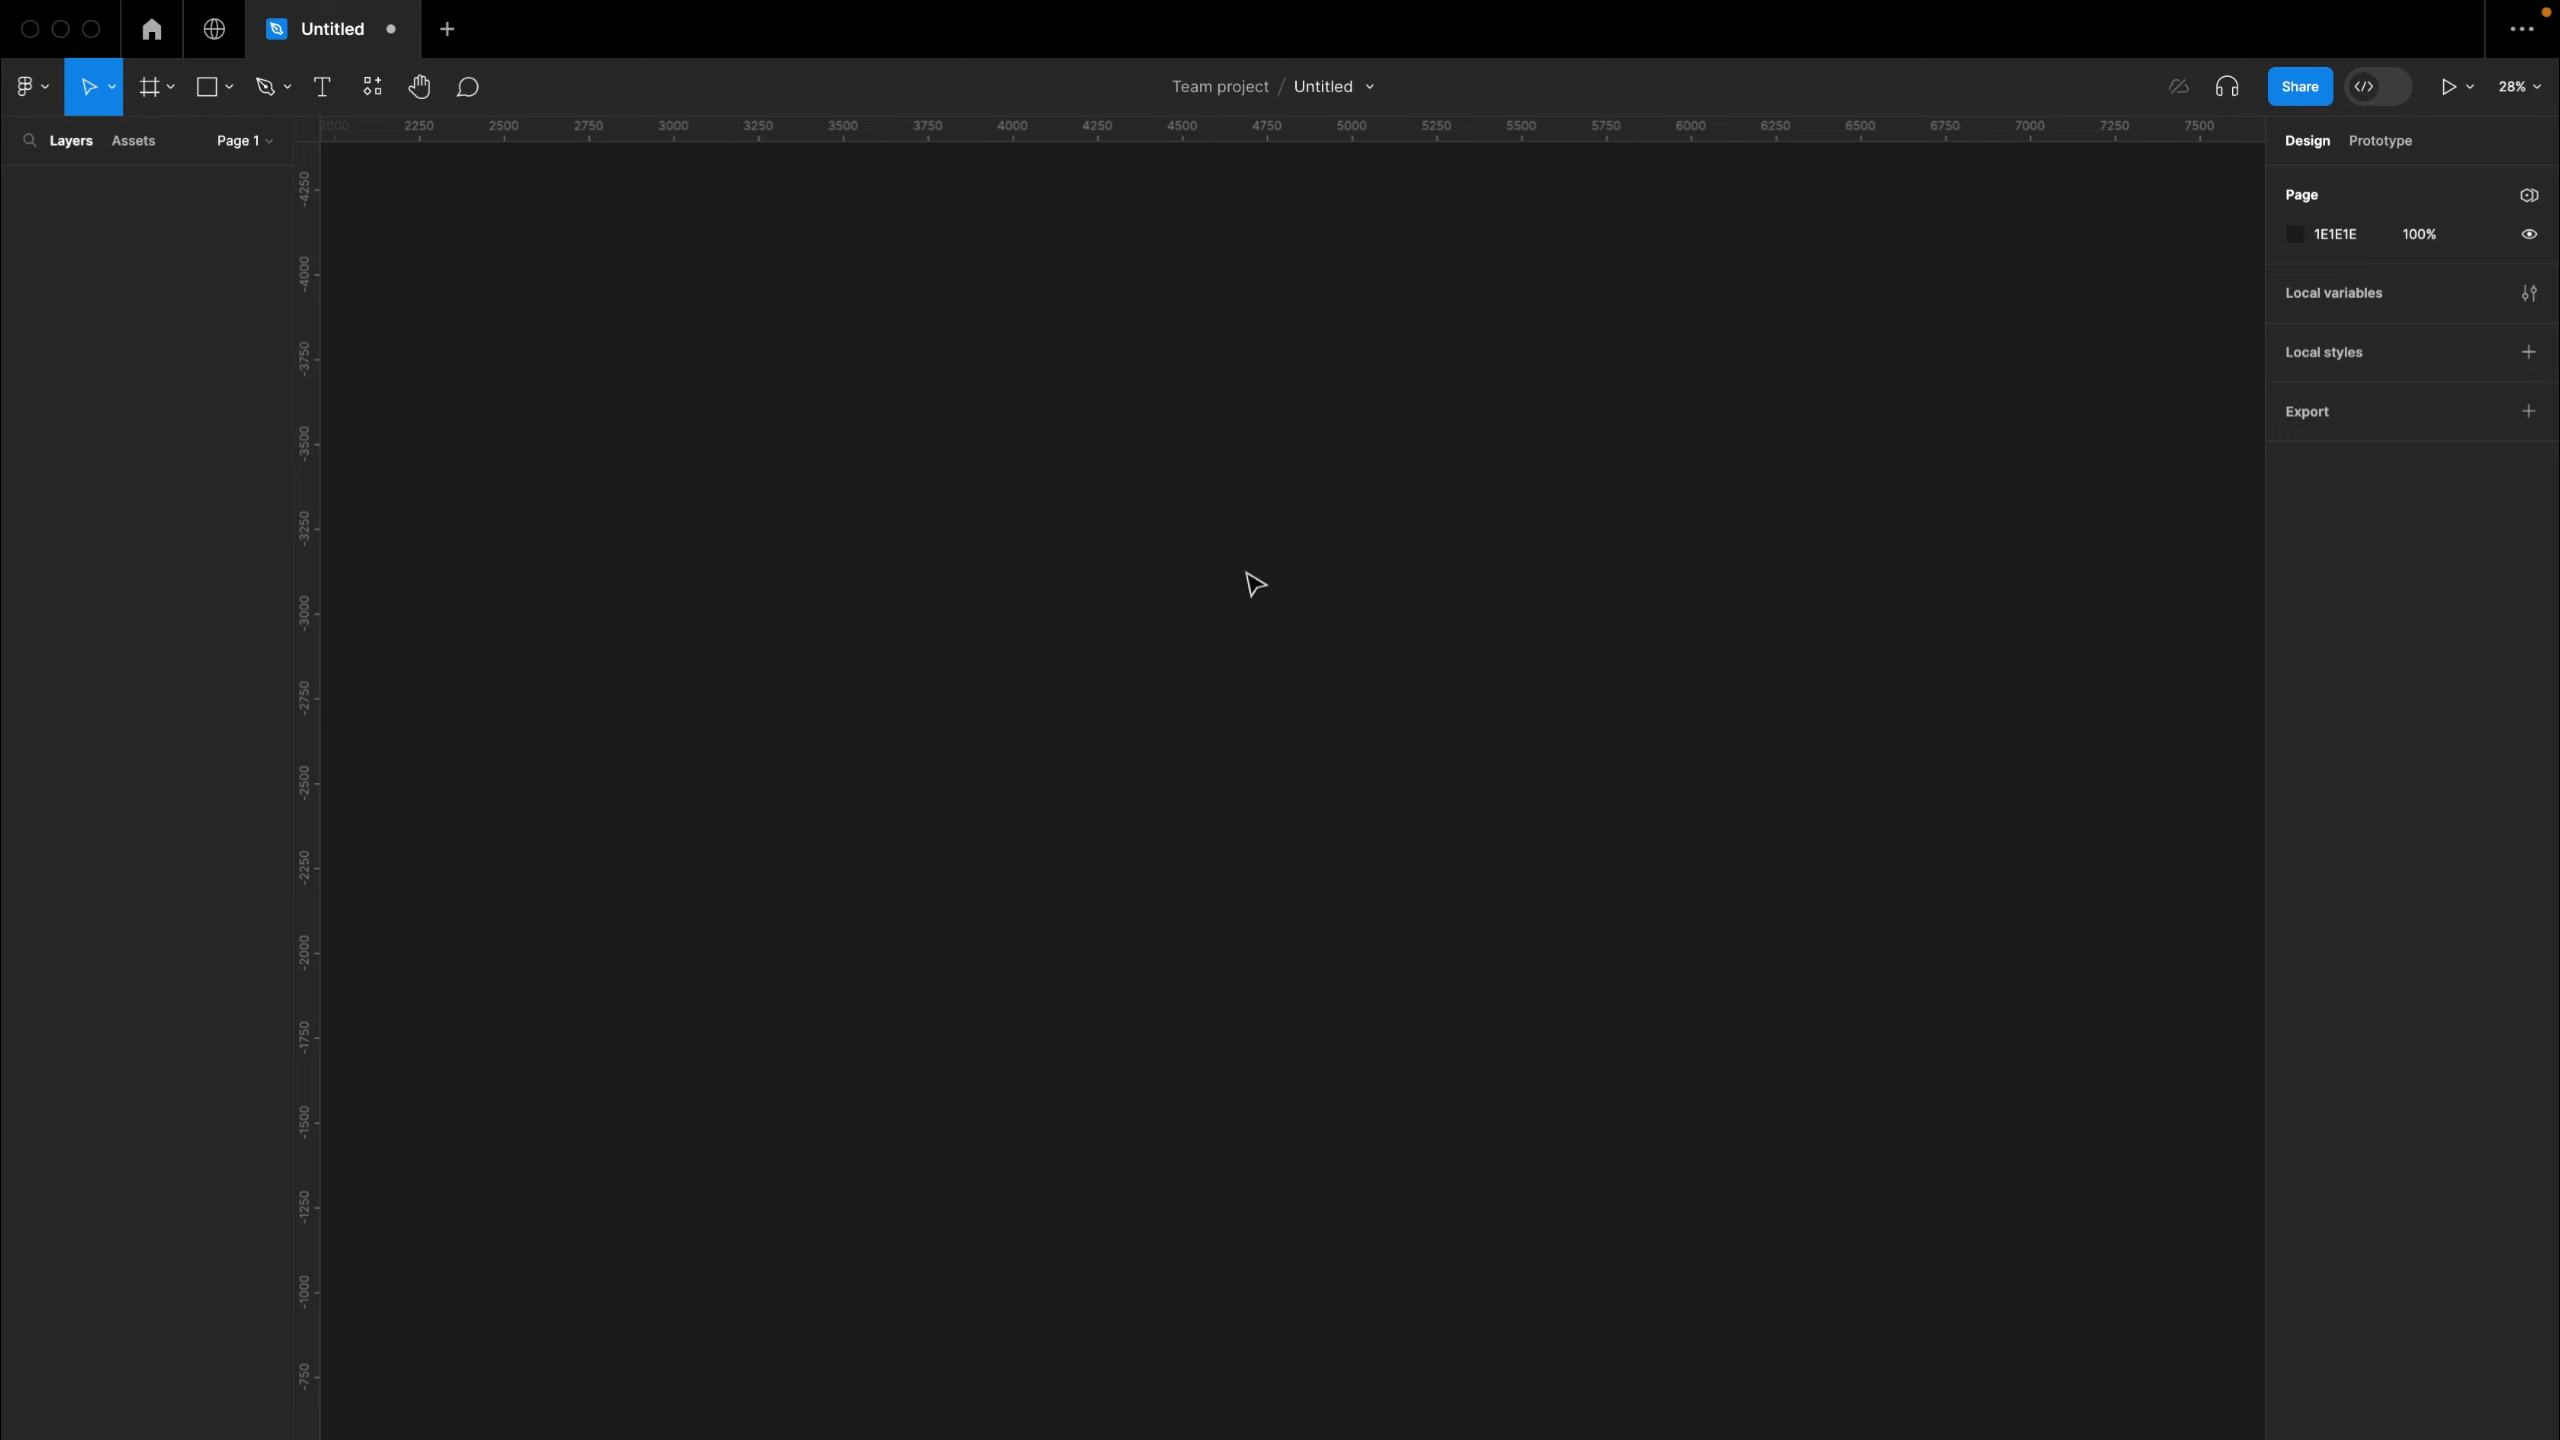 Untitled
Team project / Untitled
Share
28%
Layers Assets Page 1
2000 2250 2500 2750 3000 3250 3500 3750 4000 4250 4500 4750 5000 5250 5500 5750 6000 6250 6500 6750 7000 7250 7500
Design Prototype
-4250
-4000
-3750
-3500
-3250
-3000
-2750
-2500
-2250
-2000
-1750
-1500
-1250
-1000
-750
Page
1E1E1E 100%
Local variables
Local styles
Export